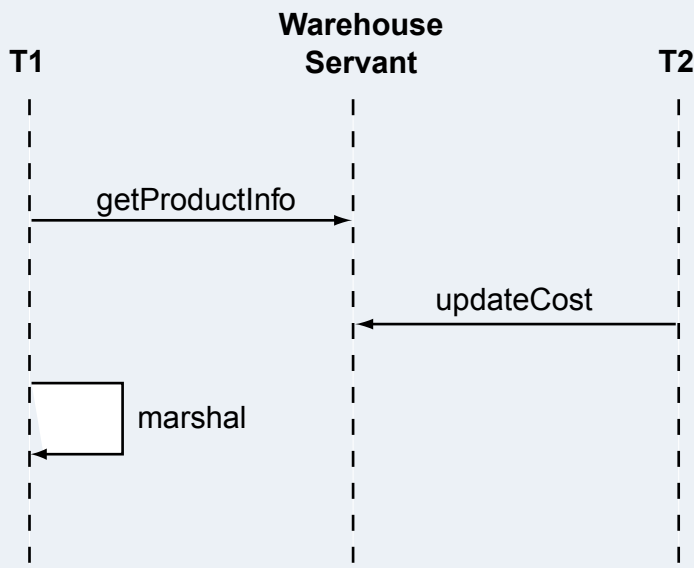 Warehouse
Servant
T1
T2
getProductInfo
updateCost
marshal